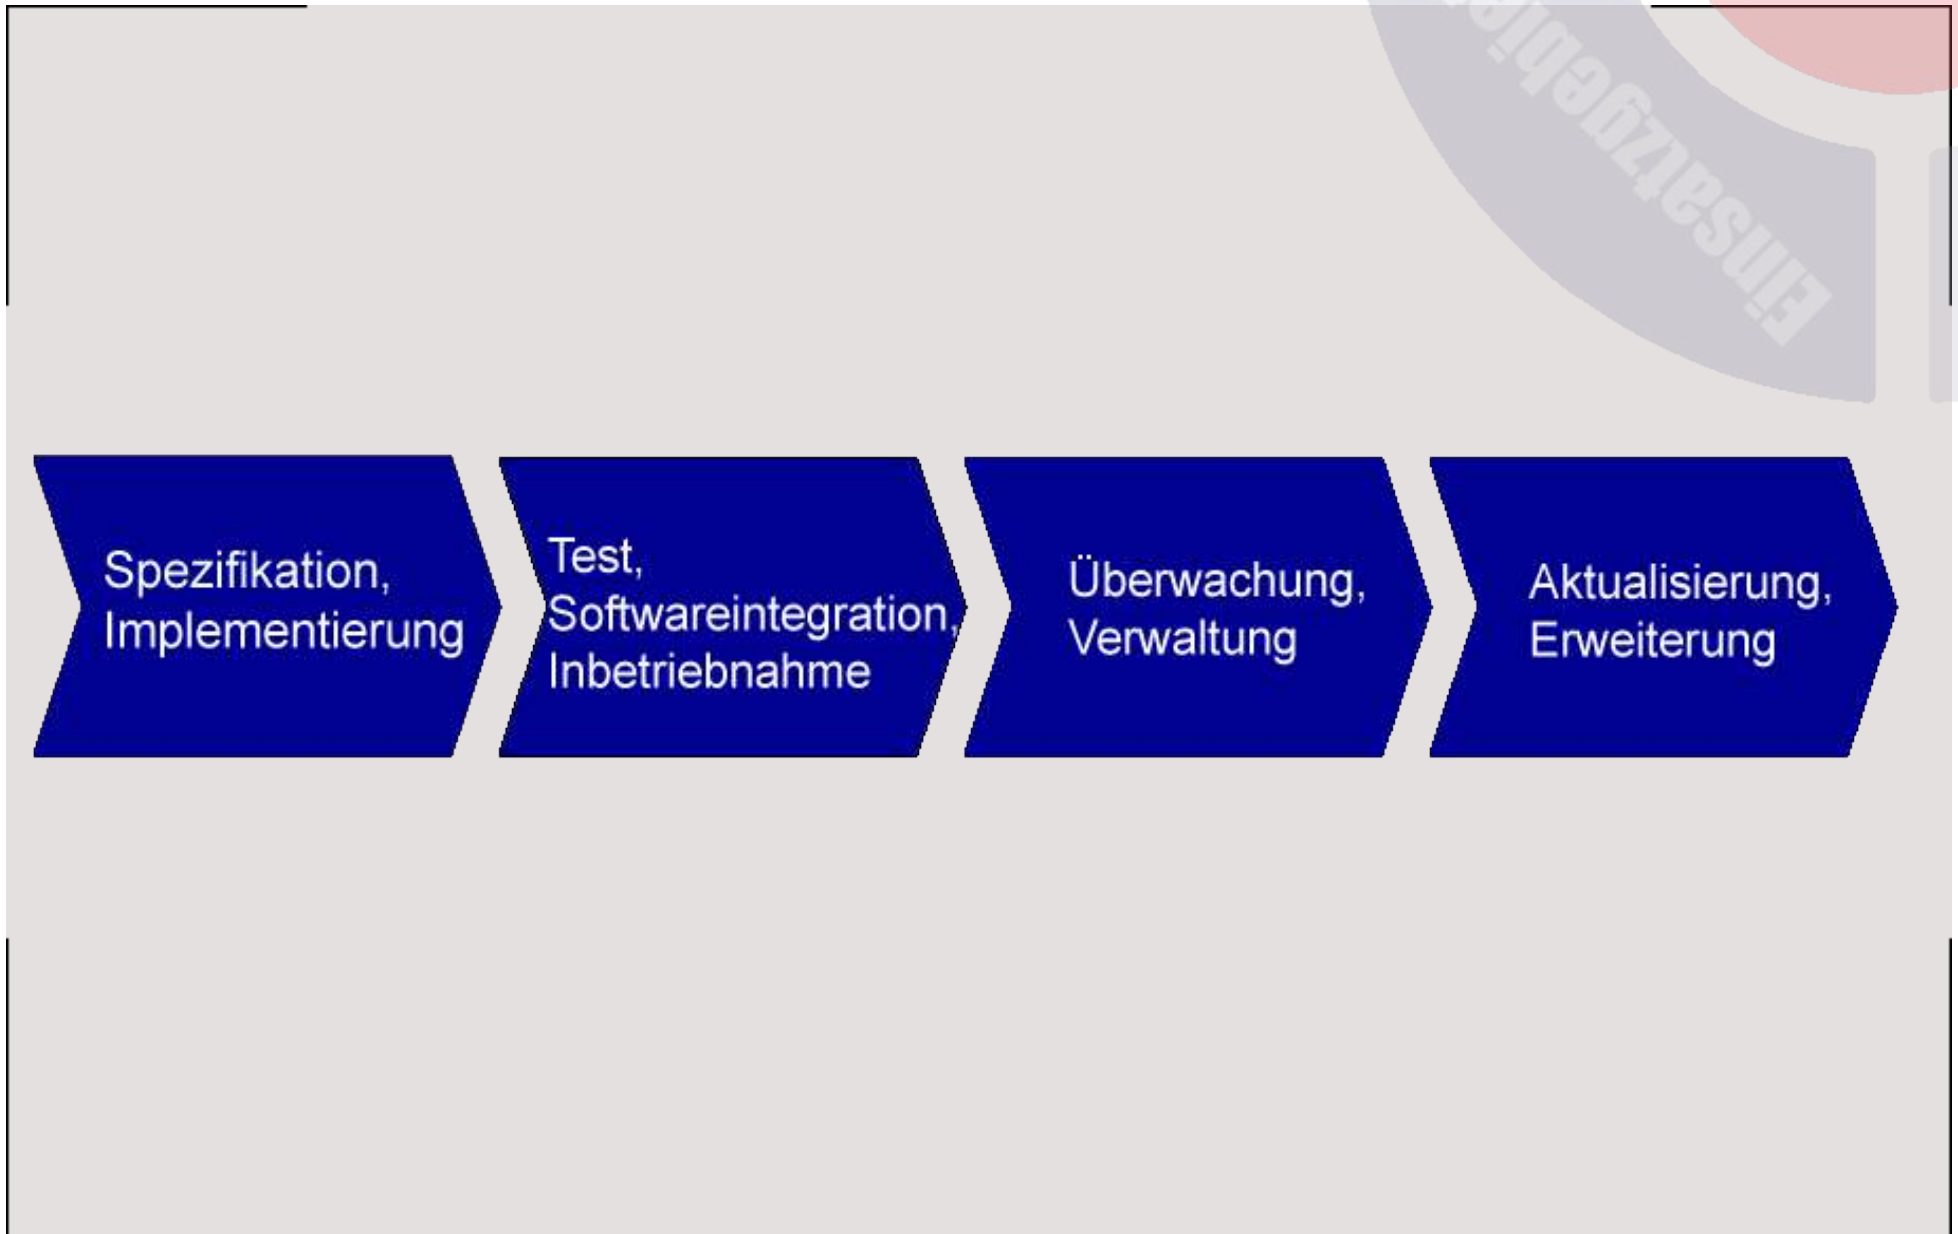 Spezifikation,
Implementierung
Test,
Softwareintegration,
Inbetriebnahme
Überwachung,
Verwaltung
Aktualisierung,
Erweiterung